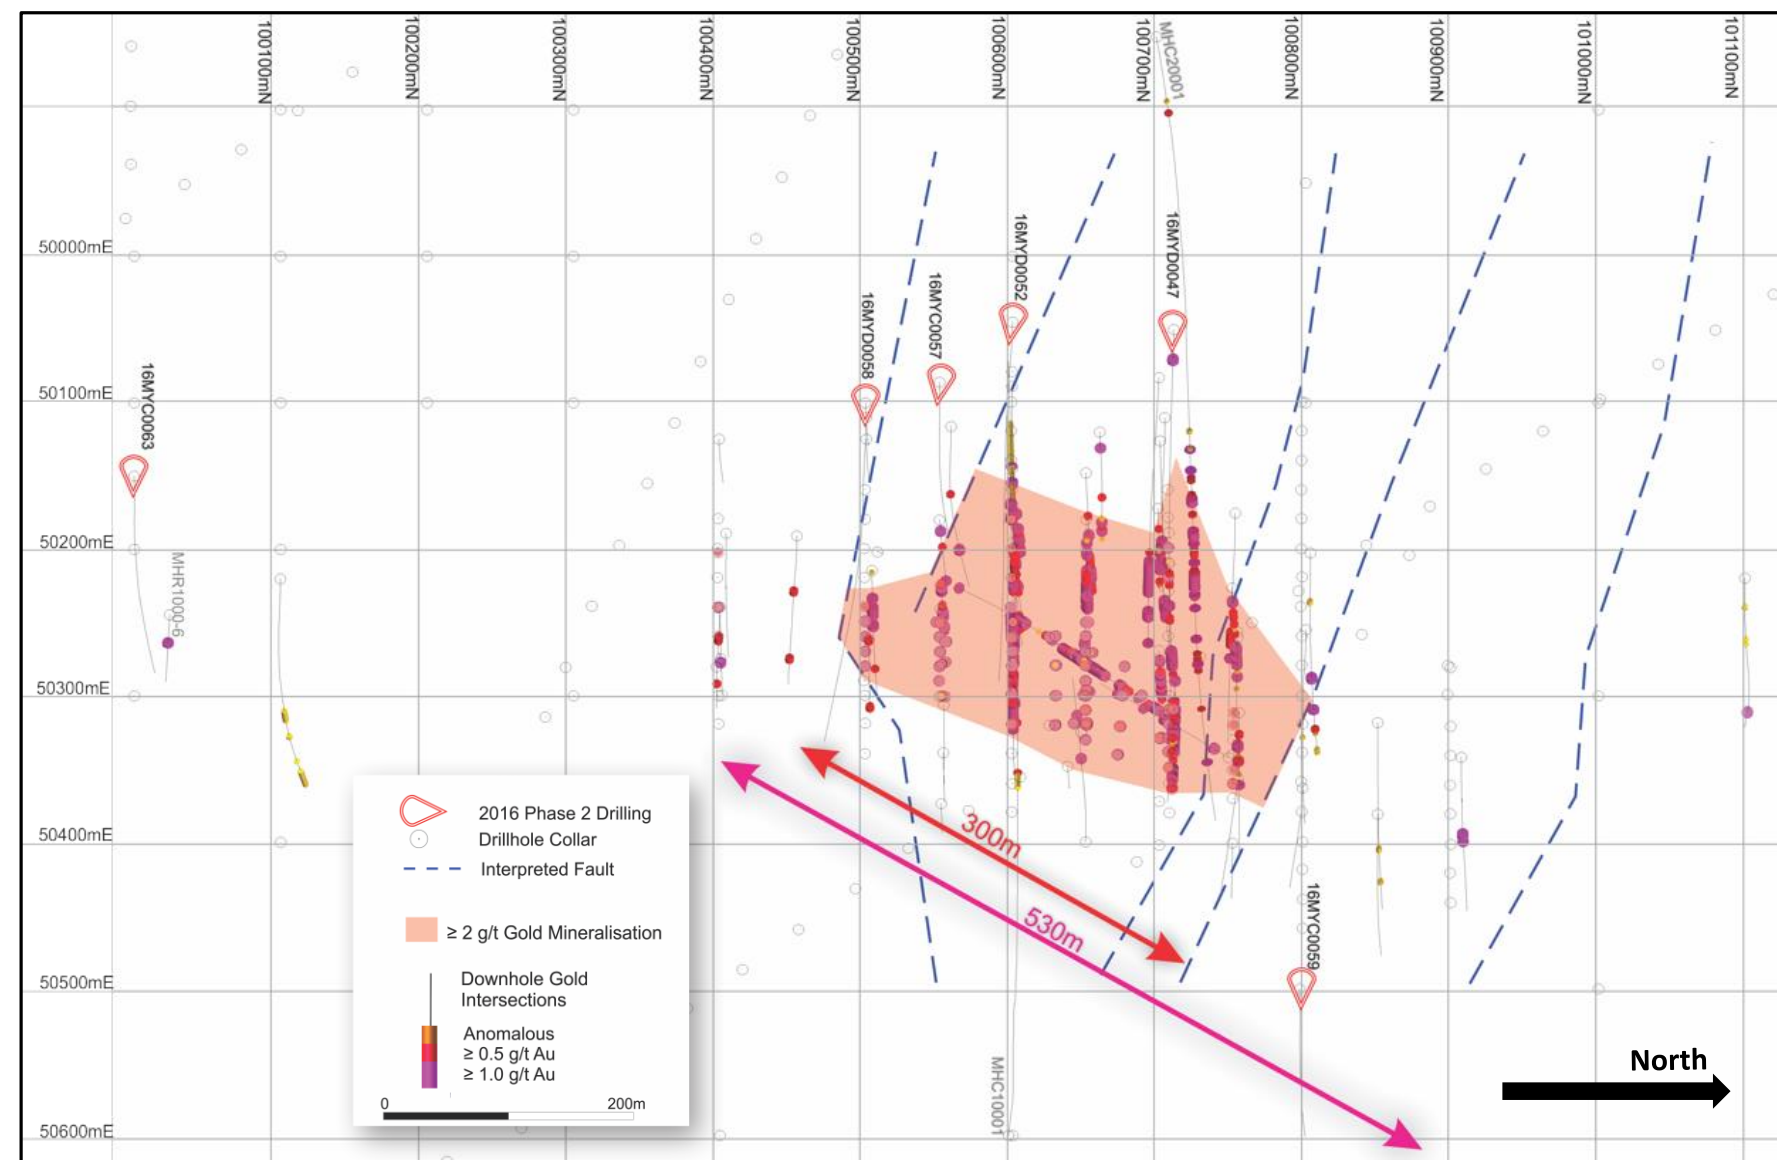 100100mN
100200mN
100300mN
100400mN
100500mN
100600mN
100700mN
MHC20001
100800mN
100900mN
101000mN
101100mN
50000mE
50100mE
50200mE
50300mE
50400mE
50500mE
50600mE
16MYC0063
MHR1000-6
16MYD0058
16MYC0057
16MYD0052
16MYD0047
300m
530m
16MYC0059
MHC10001
2016 Phase 2 Drilling
Drillhole Collar
Interpreted Fault
≥ 2 g/t Gold Mineralisation
Downhole Gold
Intersections
Anomalous
≥ 0.5 g/t Au
≥ 1.0 g/t Au
0 200m
North